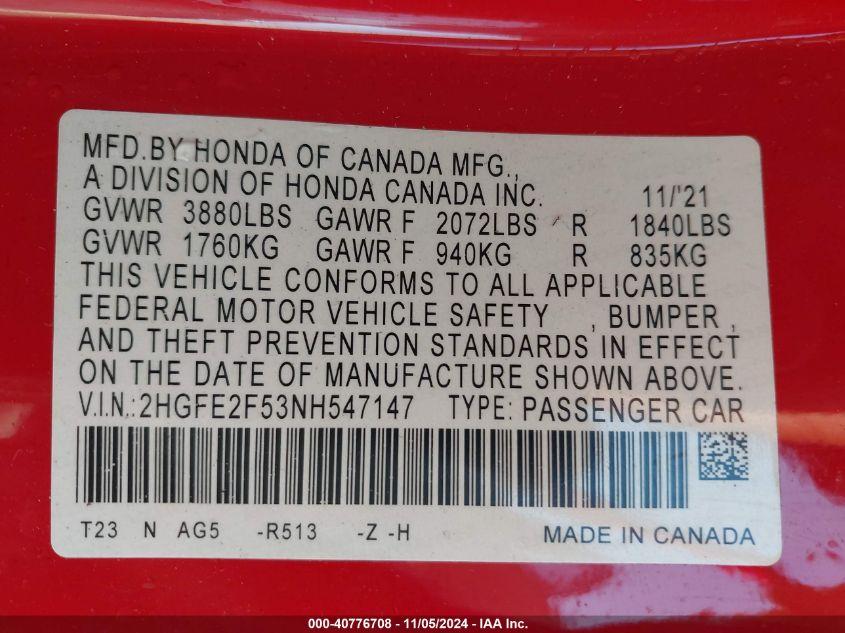 MFD.BY HONDA OF CANADA MFG.,
A DIVISION OF HONDA CANADA INC. 11/'21
GVWR 3880LBS GAWR F 2072LBS R 1840LBS
GVWR 1760KG GAWR F 940KG R 835KG
THIS VEHICLE CONFORMS TO ALL APPLICABLE
FEDERAL MOTOR VEHICLE SAFETY , BUMPER ,
AND THEFT PREVENTION STANDARDS IN EFFECT
ON THE DATE OF MANUFACTURE SHOWN ABOVE.
V.I.N.:2HGFE2F53NH547147 TYPE: PASSENGER CAR
T23 N AG5 -R513 -Z -H MADE IN CANADA
000-40776708 - 11/05/2024 - IAA Inc.